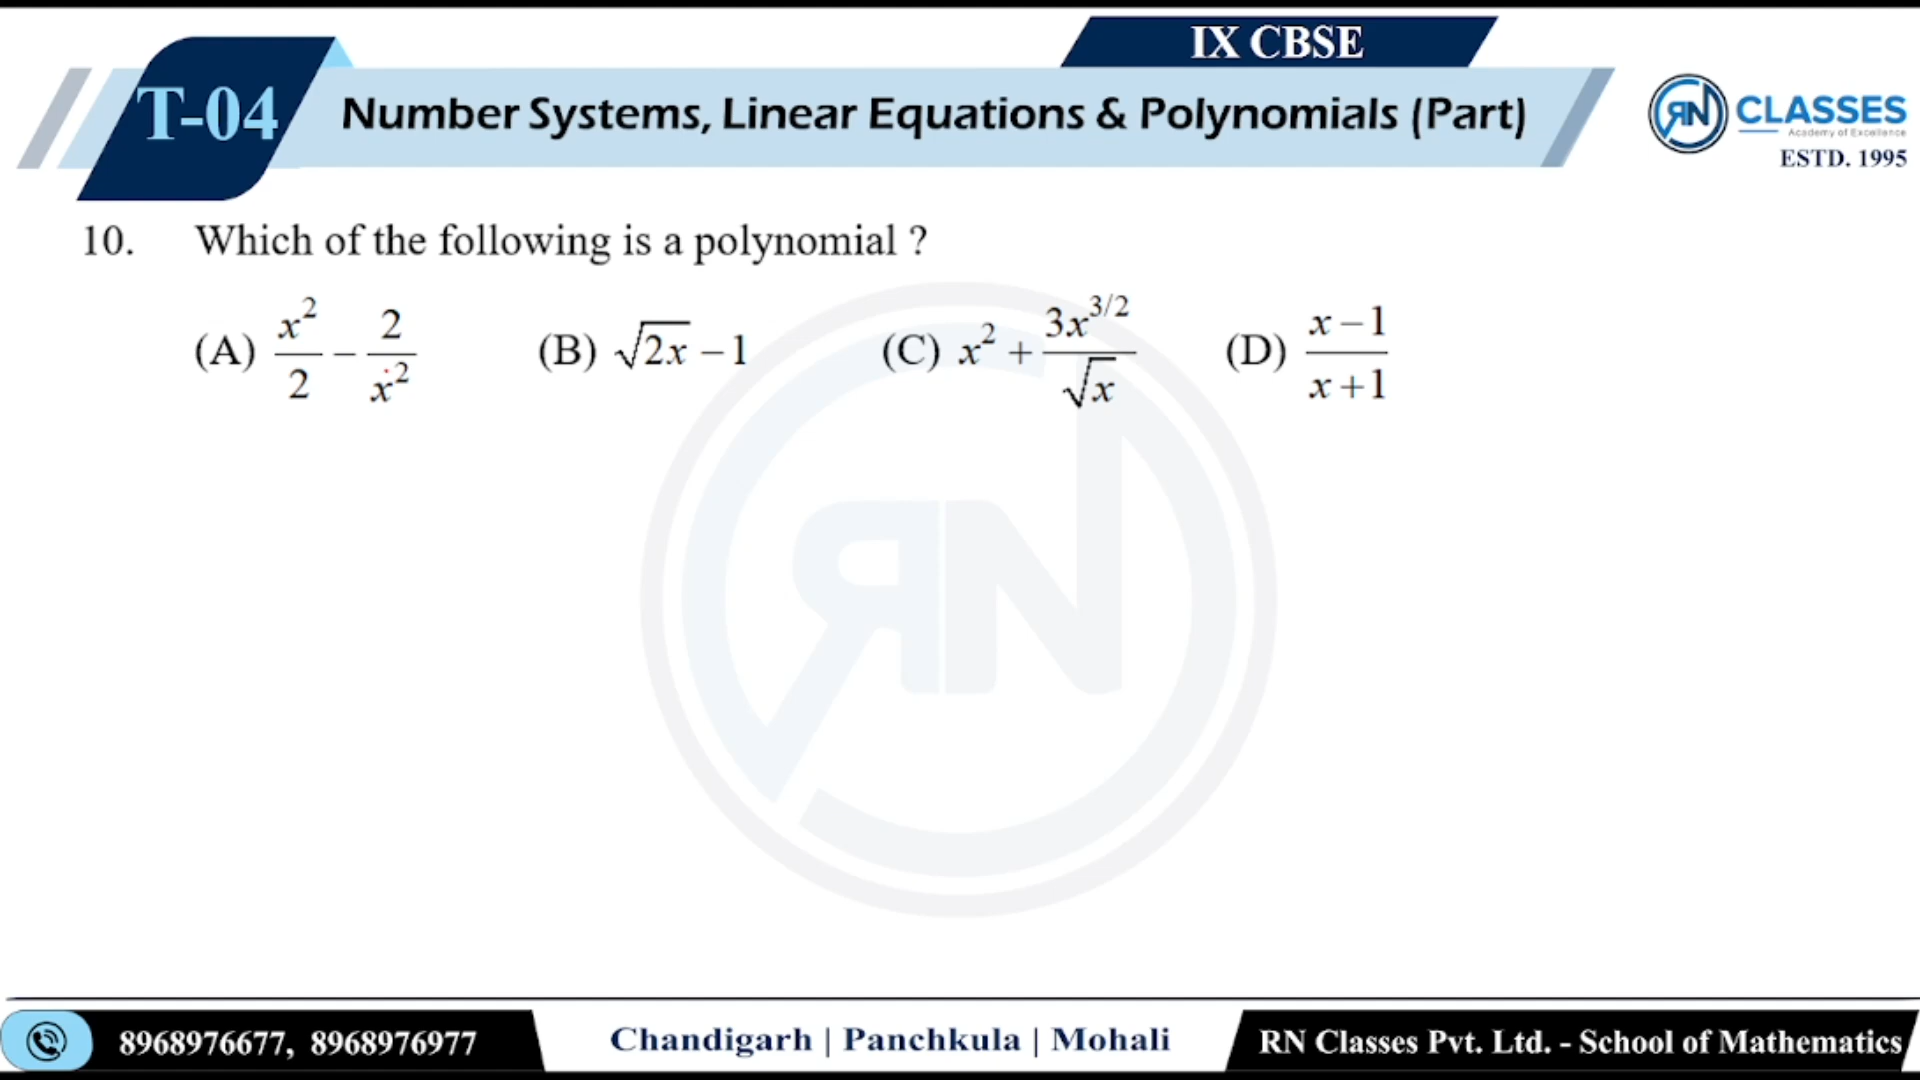 IX CBSE
T-04 Number Systems, Linear Equations & Polynomials (Part)
RN CLASSES
Academy of Excellence
ESTD. 1995
10. Which of the following is a polynomial ?
(A) x²/2 − 2/x² (B) √2x − 1 (C) x² + 3x^{3/2}/√x (D) (x−1)/(x+1)
RN
8968976677, 8968976977 Chandigarh | Panchkula | Mohali RN Classes Pvt. Ltd. - School of Mathematics